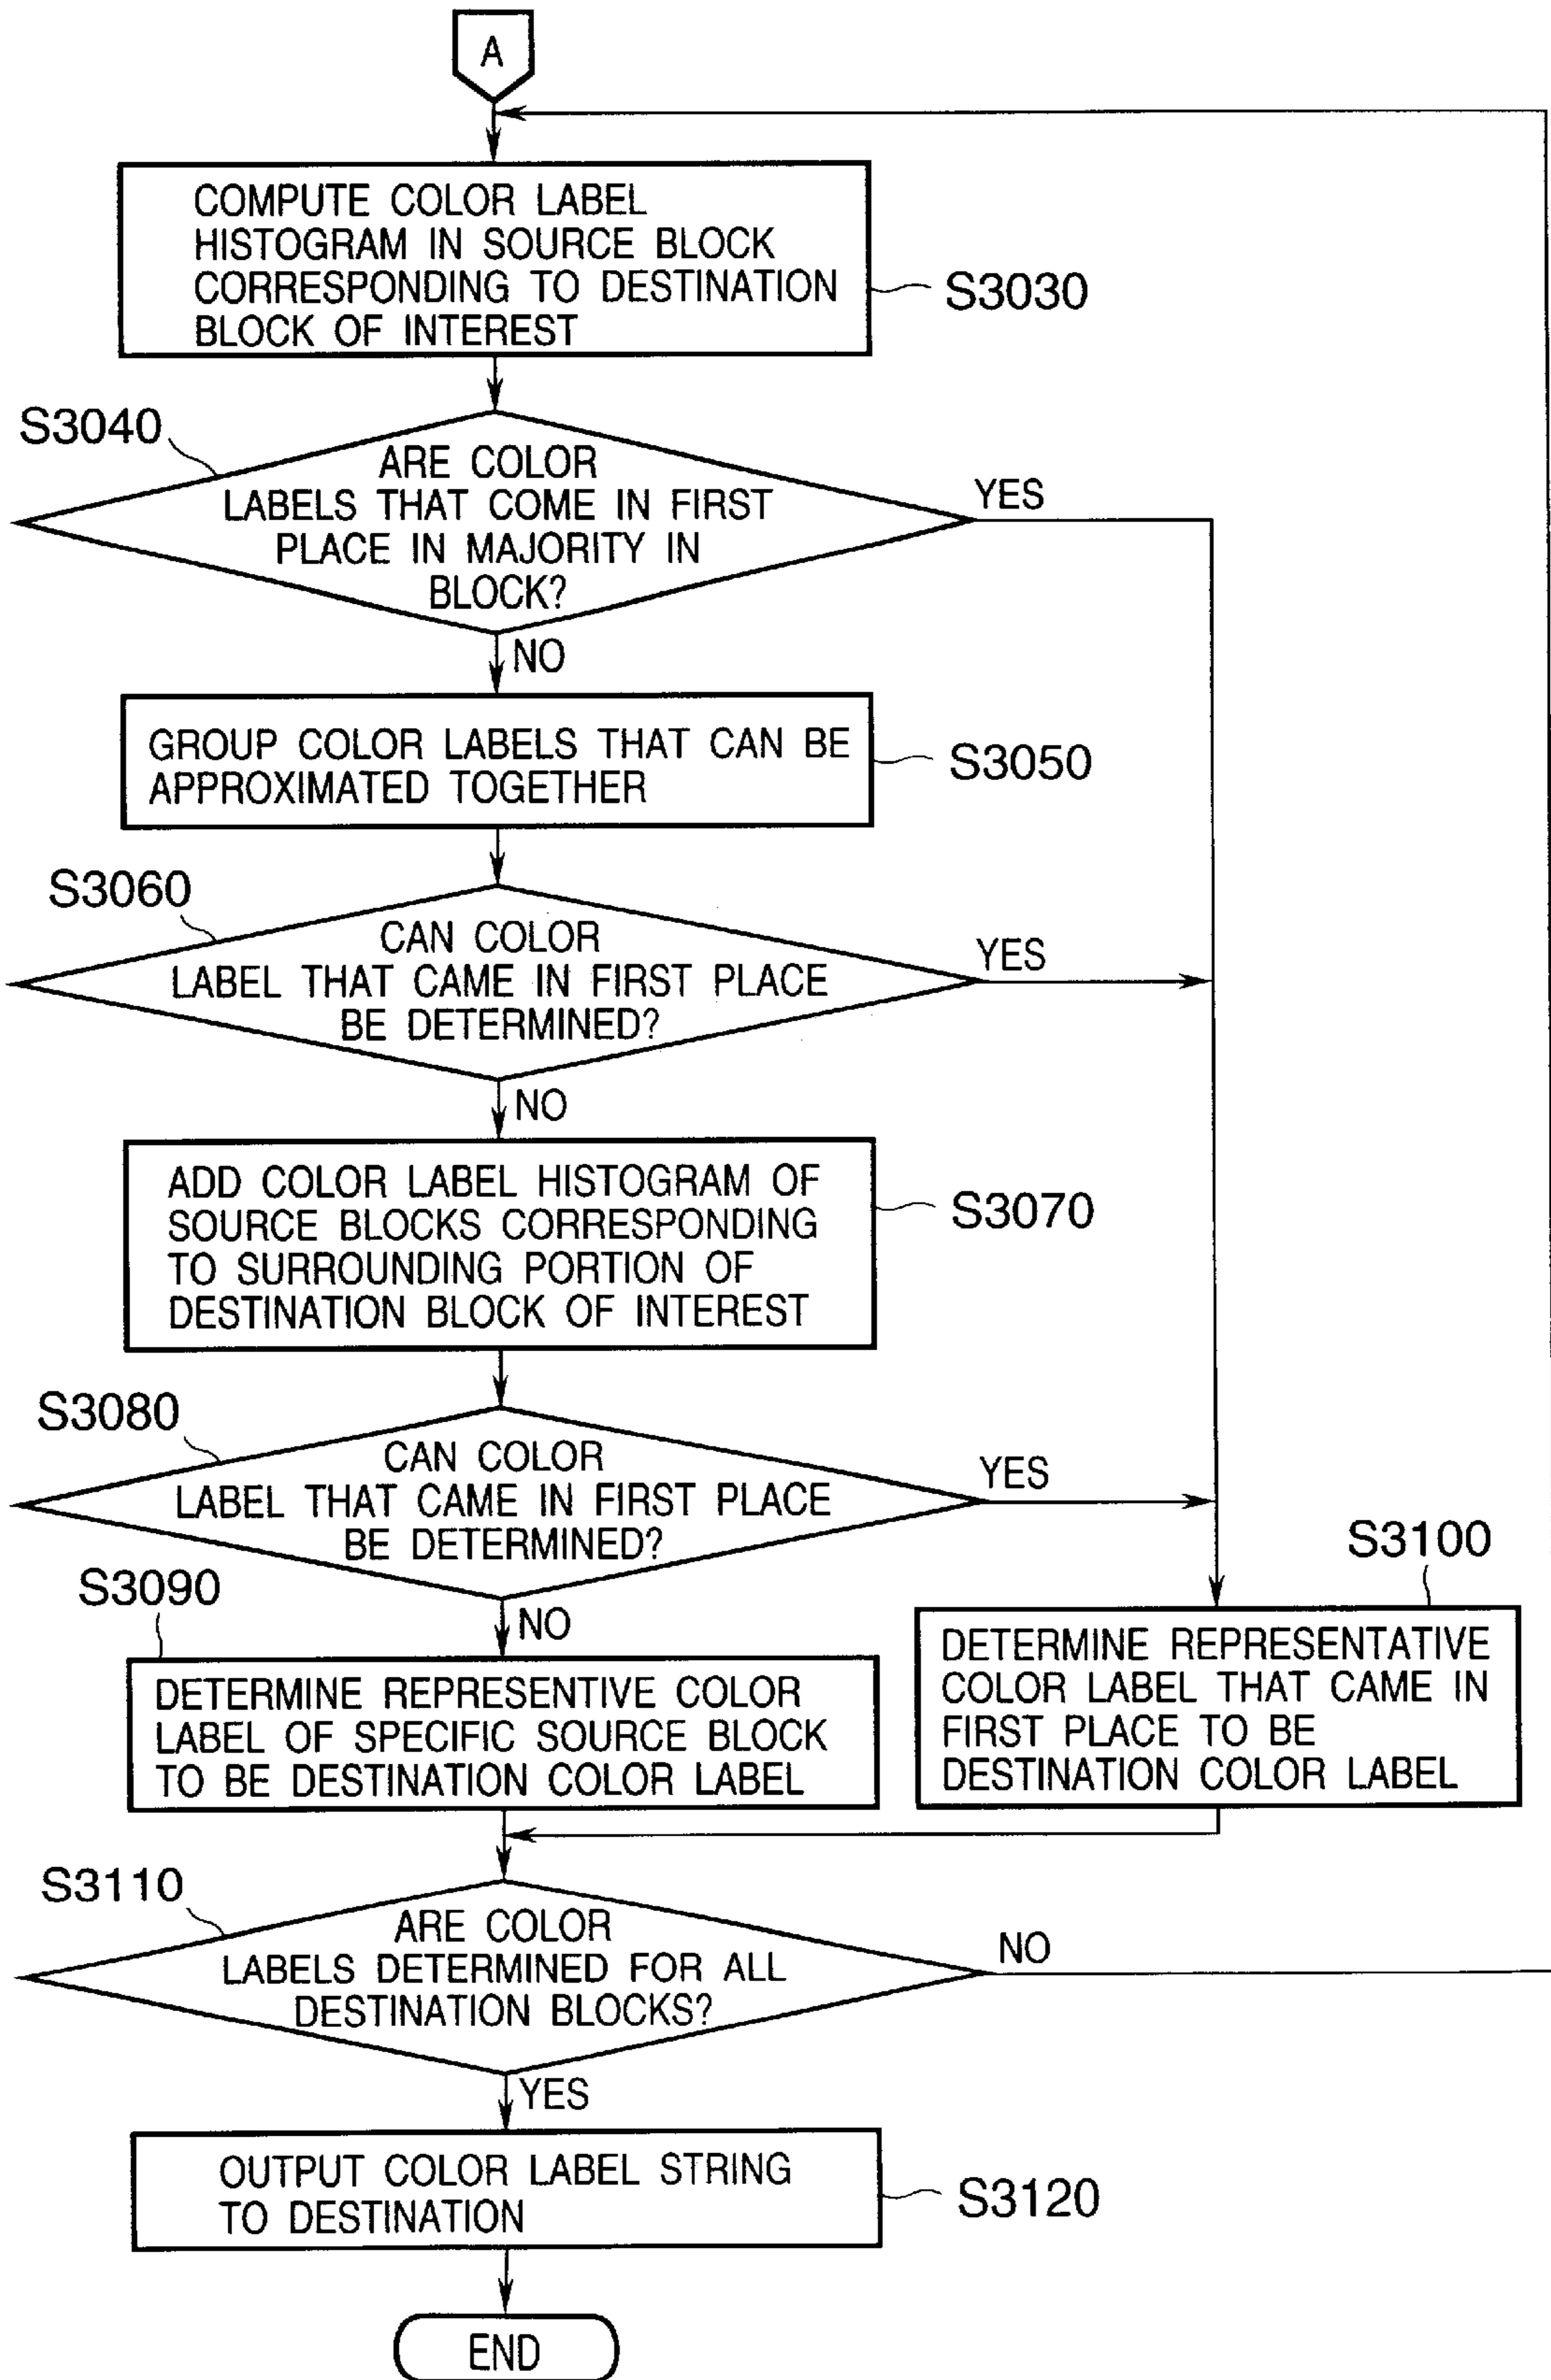 A
COMPUTE COLOR LABEL
HISTOGRAM IN SOURCE BLOCK
CORRESPONDING TO DESTINATION
BLOCK OF INTEREST
S3030
S3040
ARE COLOR
LABELS THAT COME IN FIRST
PLACE IN MAJORITY IN
BLOCK?
YES
NO
GROUP COLOR LABELS THAT CAN BE
APPROXIMATED TOGETHER
S3050
S3060
CAN COLOR
LABEL THAT CAME IN FIRST PLACE
BE DETERMINED?
YES
NO
ADD COLOR LABEL HISTOGRAM OF
SOURCE BLOCKS CORRESPONDING
TO SURROUNDING PORTION OF
DESTINATION BLOCK OF INTEREST
S3070
S3080
CAN COLOR
LABEL THAT CAME IN FIRST PLACE
BE DETERMINED?
YES
NO
S3090
DETERMINE REPRESENTIVE COLOR
LABEL OF SPECIFIC SOURCE BLOCK
TO BE DESTINATION COLOR LABEL
S3100
DETERMINE REPRESENTATIVE
COLOR LABEL THAT CAME IN
FIRST PLACE TO BE
DESTINATION COLOR LABEL
S3110
ARE COLOR
LABELS DETERMINED FOR ALL
DESTINATION BLOCKS?
NO
YES
OUTPUT COLOR LABEL STRING
TO DESTINATION
S3120
END